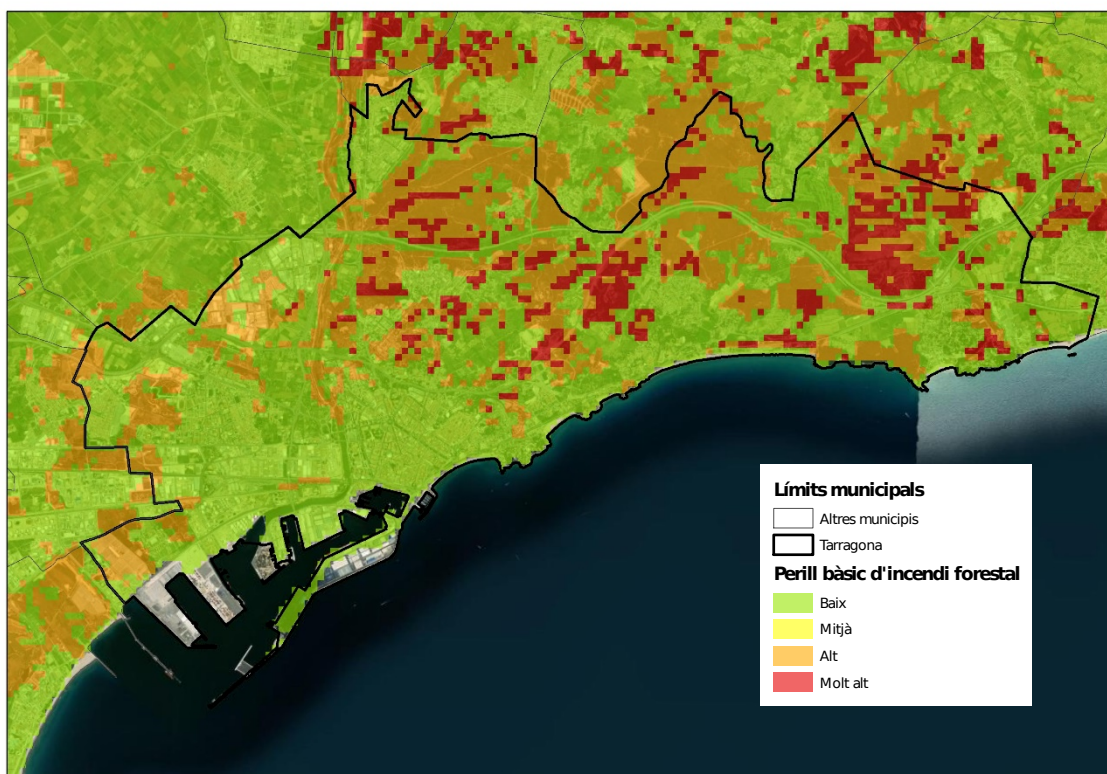 Límits municipals
Altres municipis
Tarragona
Perill bàsic d'incendi forestal
Baix
Mitjà
Alt
Molt alt